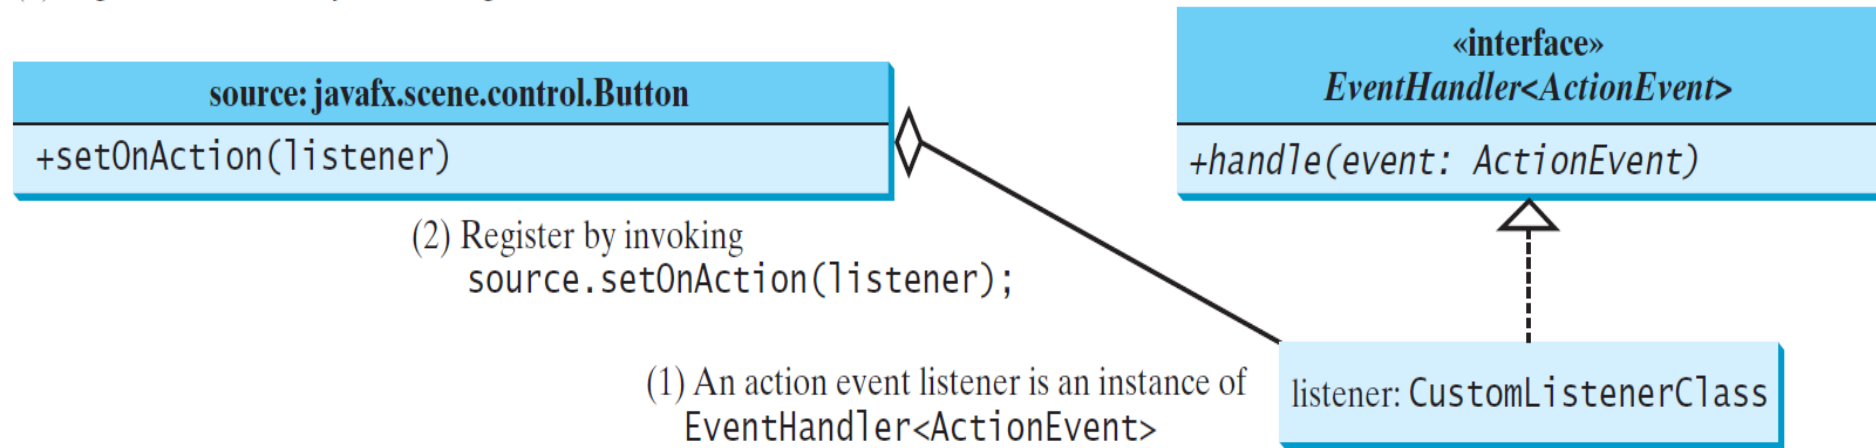 source: javafx.scene.control.Button
+setOnAction(listener)
«interface»
EventHandler<ActionEvent>
+handle(event: ActionEvent)
(2) Register by invoking
source.setOnAction(listener);
(1) An action event listener is an instance of
EventHandler<ActionEvent>
listener: CustomListenerClass